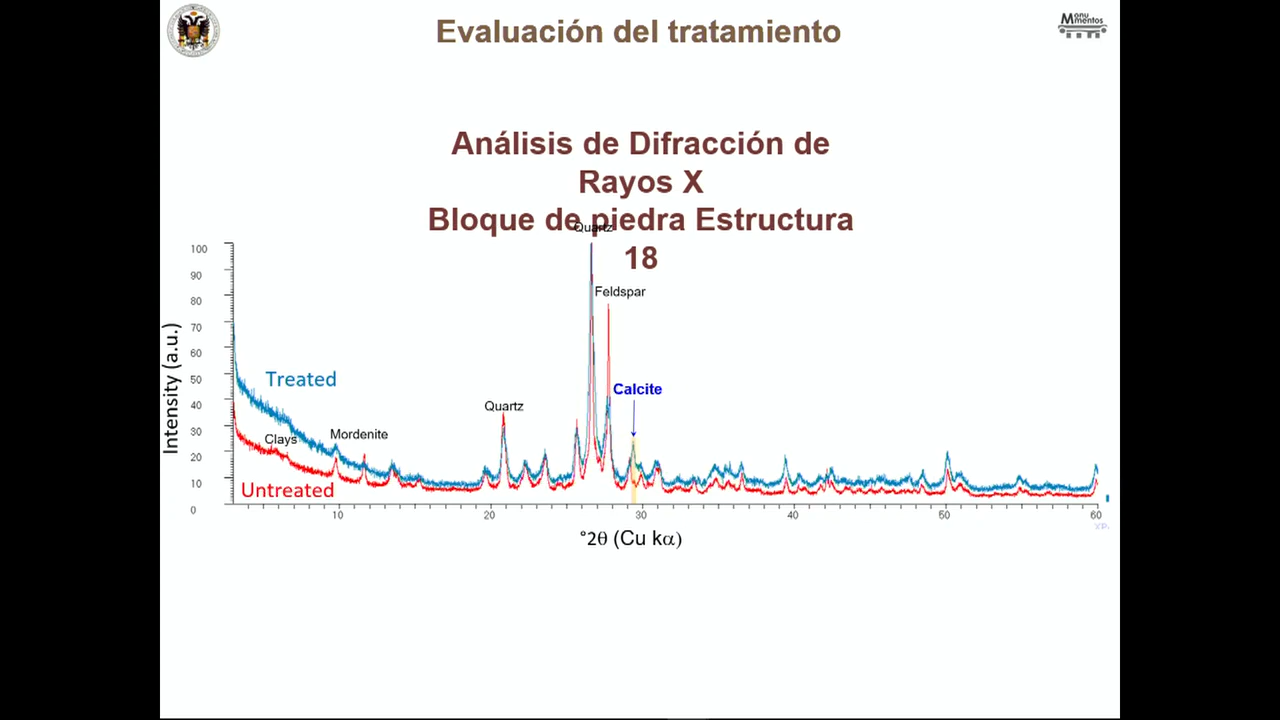 Evaluación del tratamiento
Monu
mentos
Análisis de Difracción de
Rayos X
Bloque de piedra Estructura
18
Quartz
Feldspar
Calcite
Treated
Quartz
Clays
Mordenite
Untreated
Intensity (a.u.)
100
90
80
70
60
50
40
30
20
10
0
10 20 30 40 50 60
°2θ (Cu kα)